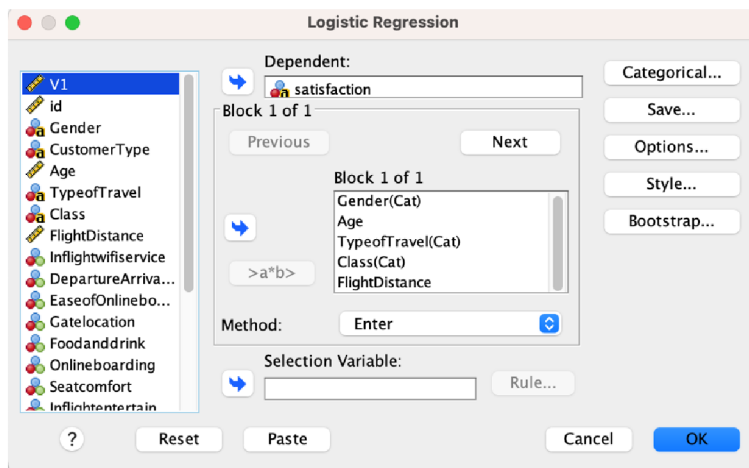 Logistic Regression
V1
id
Gender
CustomerType
Age
TypeofTravel
Class
FlightDistance
Inflightwifiservice
DepartureArriva...
EaseofOnlinebo...
Gatelocation
Foodanddrink
Onlineboarding
Seatcomfort
Inflightentertain
Dependent:
satisfaction
Block 1 of 1
Previous
Next
Block 1 of 1
Gender(Cat)
Age
TypeofTravel(Cat)
Class(Cat)
FlightDistance
>a*b>
Method:
Enter
Selection Variable:
Rule...
Categorical...
Save...
Options...
Style...
Bootstrap...
?
Reset
Paste
Cancel
OK